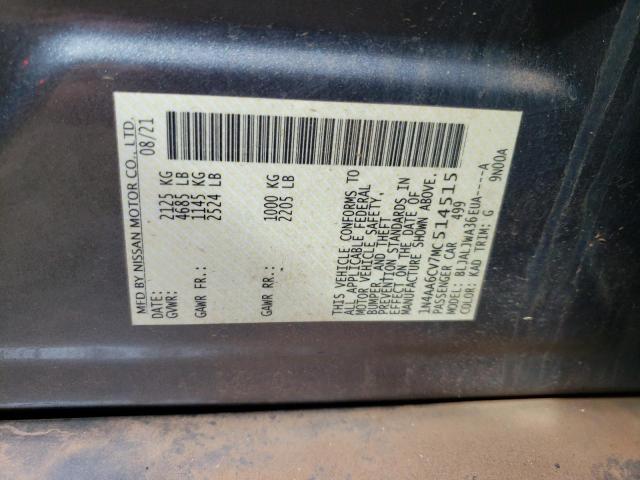 MFD BY NISSAN MOTOR CO., LTD.
DATE: 08/21
GVWR: 2125 KG
4685 LB
GAWR FR: 1145 KG
2524 LB
GAWR RR: 1000 KG
2205 LB
THIS VEHICLE CONFORMS TO
ALL APPLICABLE FEDERAL
MOTOR VEHICLE SAFETY,
BUMPER, AND THEFT
PREVENTION STANDARDS IN
EFFECT ON THE DATE OF
MANUFACTURE SHOWN ABOVE.
1N4AA6CV7MC514515
PASSENGER CAR 499
MODEL: BLJALJWA36EUA----A
COLOR: KAD TRIM: G 9N00A